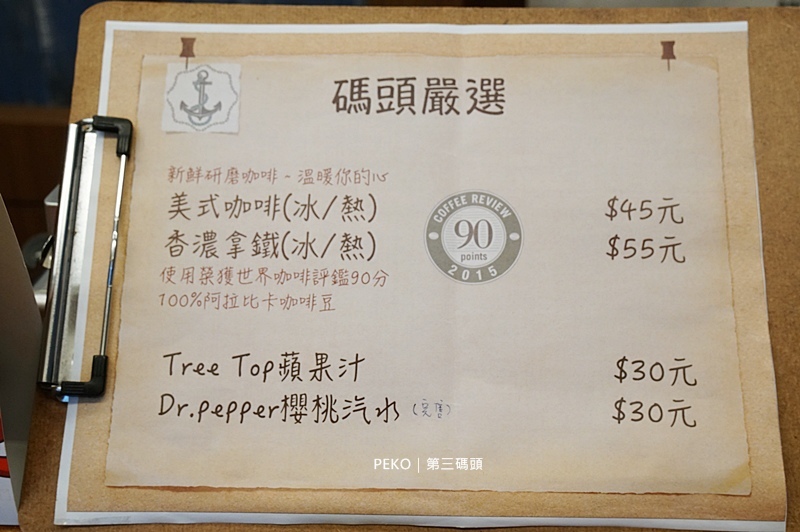 碼頭嚴選
新鮮研磨咖啡~溫暖你的心
美式咖啡(冰/熱) $45元
香濃拿鐵(冰/熱) $55元
COFFEE REVIEW
90
points
2015
使用榮獲世界咖啡評鑑90分
100%阿拉比卡咖啡豆
Tree Top蘋果汁 $30元
Dr.pepper櫻桃汽水 (完售) $30元
PEKO | 第三碼頭